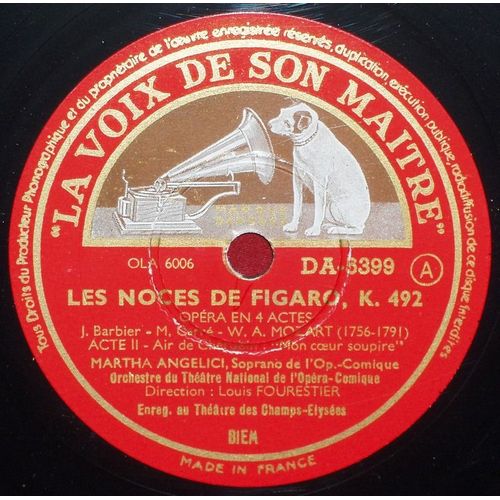 Tous Droits du Producteur Phonographique et du propriétaire de l'œuvre enregistrée réservés, duplication, exécution publique, radiodiffusion de ce disque interdites
"LA VOIX DE SON MAITRE"
OLA 6006
DA-
A
LES NOCES DE FIGARO, K. 492
OPÉRA EN 4 ACTES
J. Barbier - M. - W. A. MOZART (1756-1791)
ACTE II - Air de "Mon cœur soupire"
MARTHA ANGELICI, Soprano de l'Op.-Comique
Orchestre du Théâtre National de l'Opéra-Comique
Direction : Louis FOURESTIER
Enreg. au Théâtre des Champs-Elysées
BIEM
MADE IN FRANCE